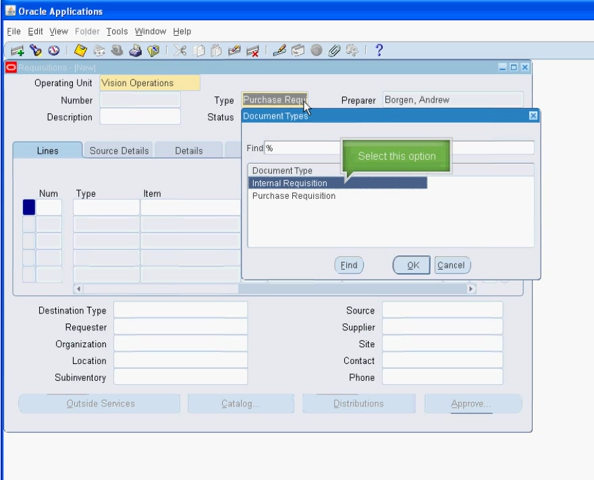 Oracle Applications
File Edit View Folder Tools Window Help
Requisitions - [New]
Operating Unit Vision Operations
Number Type Purchase Requ Preparer Borgen, Andrew
Description Status
Document Types
Find %
Select this option
Document Type
Internal Requisition
Purchase Requisition
Find OK Cancel
Lines Source Details Details
Num Type Item
Destination Type Source
Requester Supplier
Organization Site
Location Contact
Subinventory Phone
Outside Services Catalog... Distributions Approve...